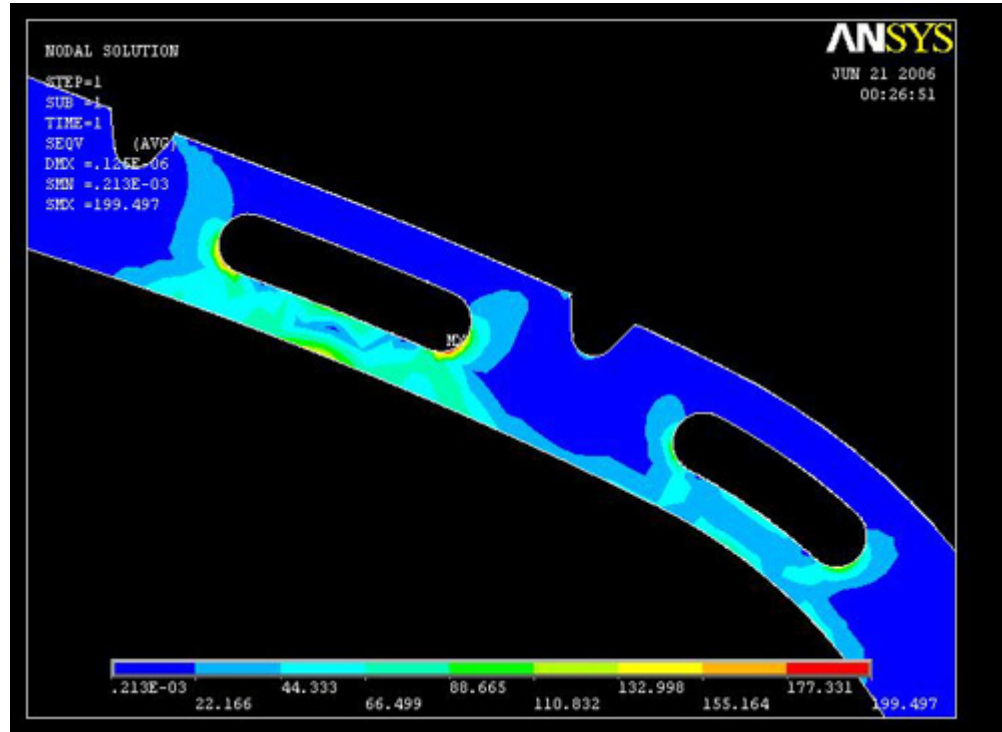 NODAL SOLUTION
STEP=1
SUB =1
TIME=1
SEQV (AVG)
DMX =.126E-06
SMN =.213E-03
SMX =199.497
ANSYS
JUN 21 2006
00:26:51
MX
.213E-03 44.333 88.665 132.998 177.331
22.166 66.499 110.832 155.164 199.497